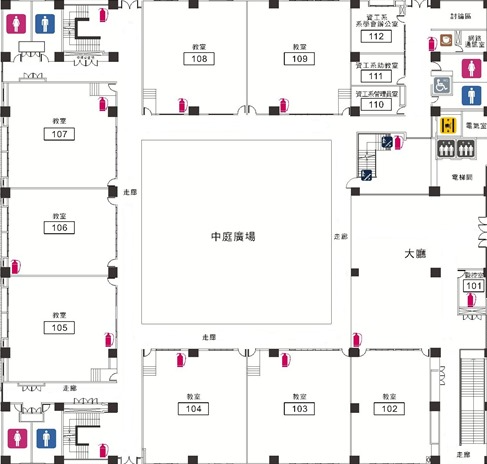 資工系
系學會辦公室
112
討論區
網路
通訊室
教室
108
教室
109
資工系助教室
111
資工系管理員室
110
教室
107
電氣室
電梯間
走廊
教室
106
中庭廣場
走廊
大廳
監控室
101
教室
105
走廊
走廊
教室
104
教室
103
教室
102
走廊